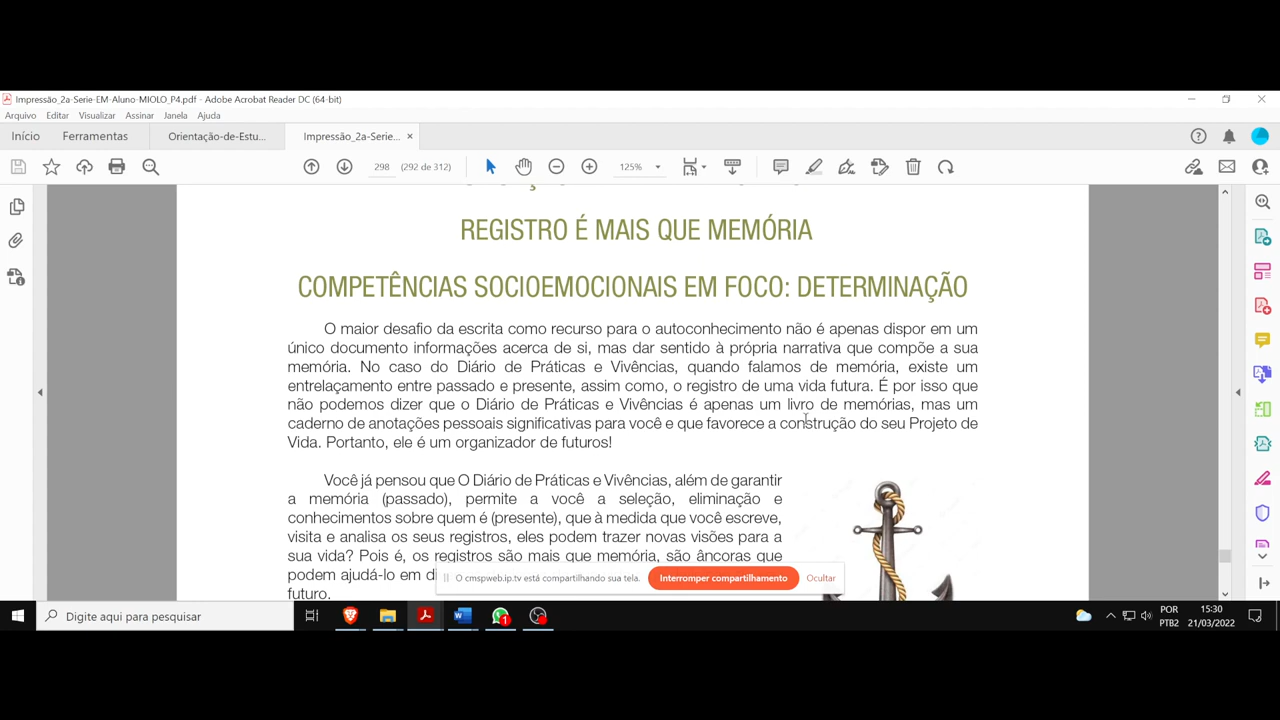 Impressão_2a-Serie-EM-Aluno-MIOLO_P4.pdf - Adobe Acrobat Reader DC (64-bit)
Arquivo Editar Visualizar Assinar Janela Ajuda
Início Ferramentas Orientação-de-Estu... Impressão_2a-Serie... ×
298 (292 de 312) 125%
REGISTRO É MAIS QUE MEMÓRIA
COMPETÊNCIAS SOCIOEMOCIONAIS EM FOCO: DETERMINAÇÃO
O maior desafio da escrita como recurso para o autoconhecimento não é apenas dispor em um
único documento informações acerca de si, mas dar sentido à própria narrativa que compõe a sua
memória. No caso do Diário de Práticas e Vivências, quando falamos de memória, existe um
entrelaçamento entre passado e presente, assim como, o registro de uma vida futura. É por isso que
não podemos dizer que o Diário de Práticas e Vivências é apenas um livro de memórias, mas um
caderno de anotações pessoais significativas para você e que favorece a construção do seu Projeto de
Vida. Portanto, ele é um organizador de futuros!
Você já pensou que O Diário de Práticas e Vivências, além de garantir
a memória (passado), permite a você a seleção, eliminação e
conhecimentos sobre quem é (presente), que à medida que você escreve,
visita e analisa os seus registros, eles podem trazer novas visões para a
sua vida? Pois é, os registros são mais que memória, são âncoras que
podem ajudá-lo em di
futuro.
O cmspweb.ip.tv está compartilhando sua tela. Interromper compartilhamento Ocultar
Digite aqui para pesquisar
1
POR
PTB2
15:30
21/03/2022